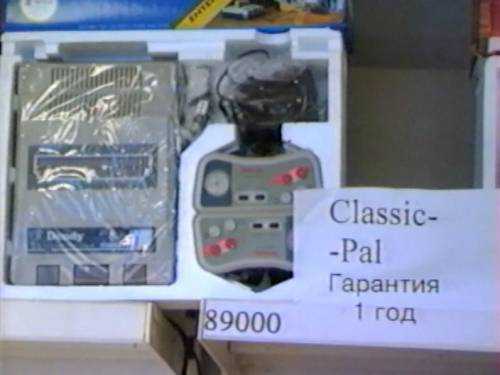 Dendy
Classic-
-Pal
Гарантия
1 год
89000